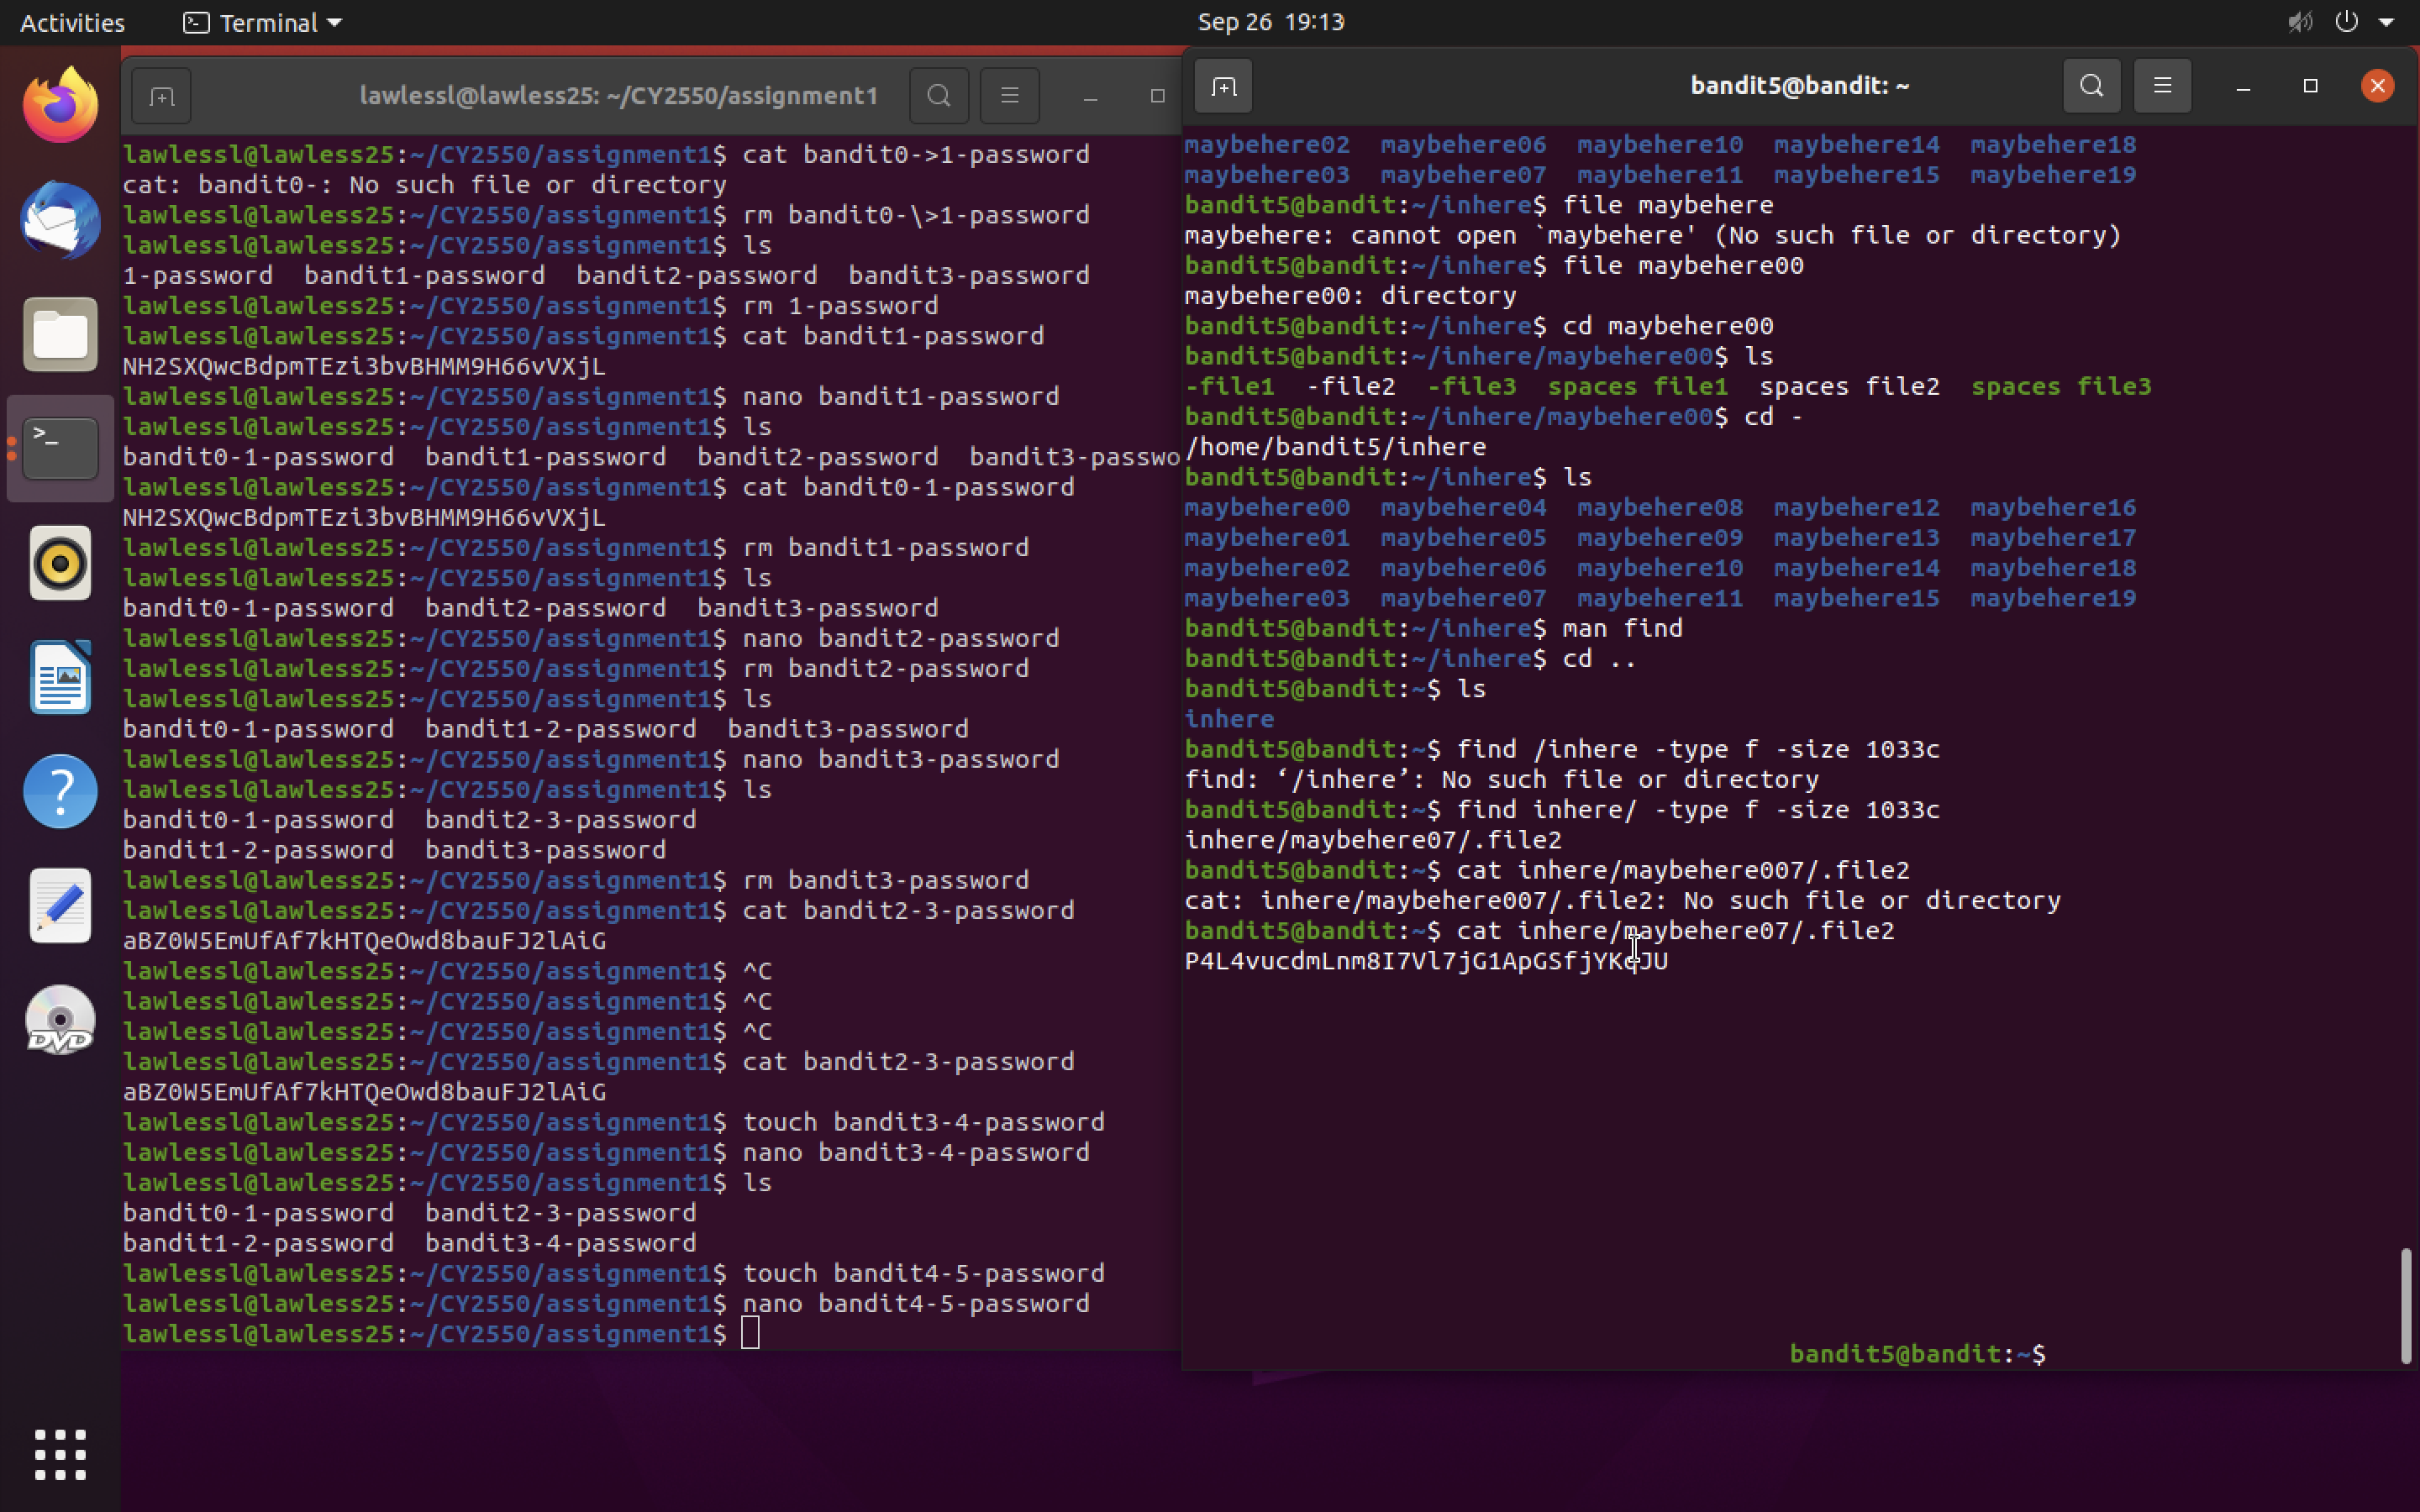 Activities Terminal Sep 26 19:13
lawlessl@lawless25: ~/CY2550/assignment1
lawlessl@lawless25:~/CY2550/assignment1$ cat bandit0->1-password
cat: bandit0-: No such file or directory
lawlessl@lawless25:~/CY2550/assignment1$ rm bandit0-\>1-password
lawlessl@lawless25:~/CY2550/assignment1$ ls
1-password  bandit1-password  bandit2-password  bandit3-password
lawlessl@lawless25:~/CY2550/assignment1$ rm 1-password
lawlessl@lawless25:~/CY2550/assignment1$ cat bandit1-password
NH2SXQwcBdpmTEzi3bvBHMM9H66vVXjL
lawlessl@lawless25:~/CY2550/assignment1$ nano bandit1-password
lawlessl@lawless25:~/CY2550/assignment1$ ls
bandit0-1-password  bandit1-password  bandit2-password  bandit3-passwo
lawlessl@lawless25:~/CY2550/assignment1$ cat bandit0-1-password
NH2SXQwcBdpmTEzi3bvBHMM9H66vVXjL
lawlessl@lawless25:~/CY2550/assignment1$ rm bandit1-password
lawlessl@lawless25:~/CY2550/assignment1$ ls
bandit0-1-password  bandit2-password  bandit3-password
lawlessl@lawless25:~/CY2550/assignment1$ nano bandit2-password
lawlessl@lawless25:~/CY2550/assignment1$ rm bandit2-password
lawlessl@lawless25:~/CY2550/assignment1$ ls
bandit0-1-password  bandit1-2-password  bandit3-password
lawlessl@lawless25:~/CY2550/assignment1$ nano bandit3-password
lawlessl@lawless25:~/CY2550/assignment1$ ls
bandit0-1-password  bandit2-3-password
bandit1-2-password  bandit3-password
lawlessl@lawless25:~/CY2550/assignment1$ rm bandit3-password
lawlessl@lawless25:~/CY2550/assignment1$ cat bandit2-3-password
aBZ0W5EmUfAf7kHTQeOwd8bauFJ2lAiG
lawlessl@lawless25:~/CY2550/assignment1$ ^C
lawlessl@lawless25:~/CY2550/assignment1$ ^C
lawlessl@lawless25:~/CY2550/assignment1$ ^C
lawlessl@lawless25:~/CY2550/assignment1$ cat bandit2-3-password
aBZ0W5EmUfAf7kHTQeOwd8bauFJ2lAiG
lawlessl@lawless25:~/CY2550/assignment1$ touch bandit3-4-password
lawlessl@lawless25:~/CY2550/assignment1$ nano bandit3-4-password
lawlessl@lawless25:~/CY2550/assignment1$ ls
bandit0-1-password  bandit2-3-password
bandit1-2-password  bandit3-4-password
lawlessl@lawless25:~/CY2550/assignment1$ touch bandit4-5-password
lawlessl@lawless25:~/CY2550/assignment1$ nano bandit4-5-password
lawlessl@lawless25:~/CY2550/assignment1$
bandit5@bandit: ~
maybehere02  maybehere06  maybehere10  maybehere14  maybehere18
maybehere03  maybehere07  maybehere11  maybehere15  maybehere19
bandit5@bandit:~/inhere$ file maybehere
maybehere: cannot open `maybehere' (No such file or directory)
bandit5@bandit:~/inhere$ file maybehere00
maybehere00: directory
bandit5@bandit:~/inhere$ cd maybehere00
bandit5@bandit:~/inhere/maybehere00$ ls
-file1  -file2  -file3  spaces file1  spaces file2  spaces file3
bandit5@bandit:~/inhere/maybehere00$ cd -
/home/bandit5/inhere
bandit5@bandit:~/inhere$ ls
maybehere00  maybehere04  maybehere08  maybehere12  maybehere16
maybehere01  maybehere05  maybehere09  maybehere13  maybehere17
maybehere02  maybehere06  maybehere10  maybehere14  maybehere18
maybehere03  maybehere07  maybehere11  maybehere15  maybehere19
bandit5@bandit:~/inhere$ man find
bandit5@bandit:~/inhere$ cd ..
bandit5@bandit:~$ ls
inhere
bandit5@bandit:~$ find /inhere -type f -size 1033c
find: ‘/inhere’: No such file or directory
bandit5@bandit:~$ find inhere/ -type f -size 1033c
inhere/maybehere07/.file2
bandit5@bandit:~$ cat inhere/maybehere007/.file2
cat: inhere/maybehere007/.file2: No such file or directory
bandit5@bandit:~$ cat inhere/maybehere07/.file2
P4L4vucdmLnm8I7Vl7jG1ApGSfjYKqJU
bandit5@bandit:~$
DVD